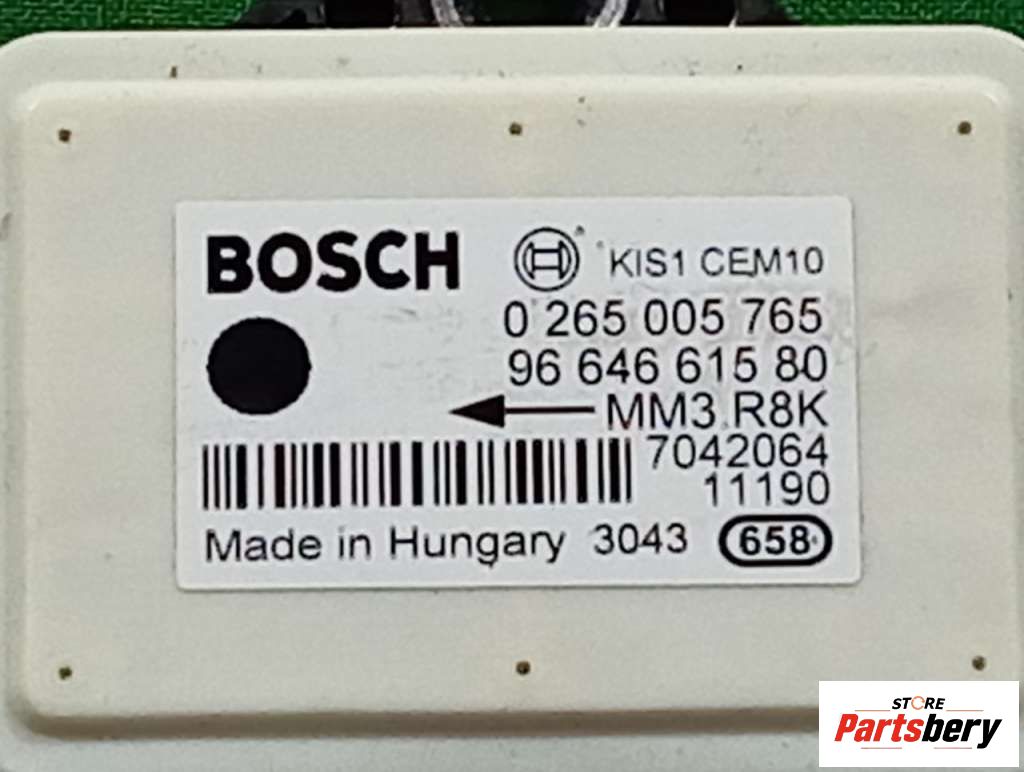 BOSCH KIS1 CEM10
0 265 005 765
96 646 615 80
MM3.R8K
7042064
11190
Made in Hungary 3043 658
STORE
Partsbery